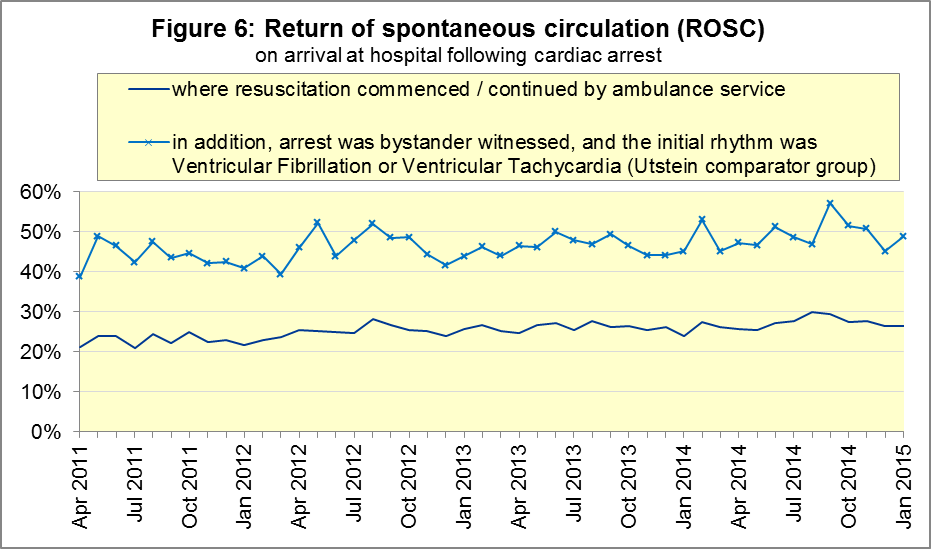 Figure 6: Return of spontaneous circulation (ROSC)
on arrival at hospital following cardiac arrest
where resuscitation commenced / continued by ambulance service
in addition, arrest was bystander witnessed, and the initial rhythm was
Ventricular Fibrillation or Ventricular Tachycardia (Utstein comparator group)
60%
50%
40%
30%
20%
10%
0%
Apr 2011
Jul 2011
Oct 2011
Jan 2012
Apr 2012
Jul 2012
Oct 2012
Jan 2013
Apr 2013
Jul 2013
Oct 2013
Jan 2014
Apr 2014
Jul 2014
Oct 2014
Jan 2015